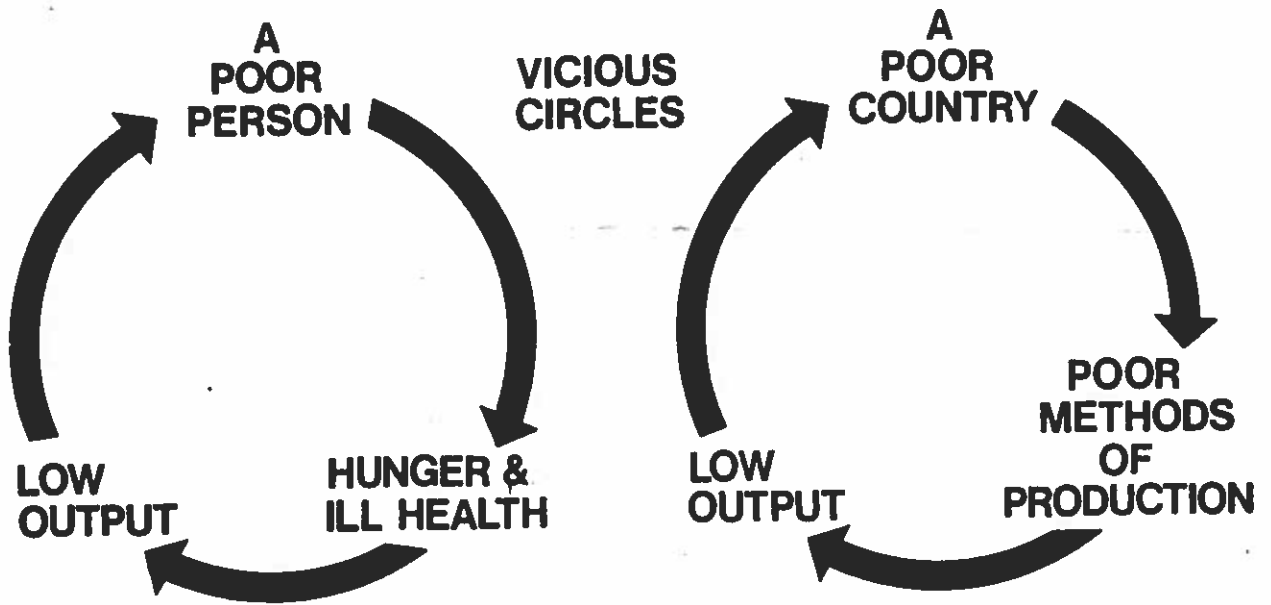 A
POOR
PERSON
VICIOUS
CIRCLES
A
POOR
COUNTRY
HUNGER &
ILL HEALTH
LOW
OUTPUT
POOR
METHODS
OF
PRODUCTION
LOW
OUTPUT